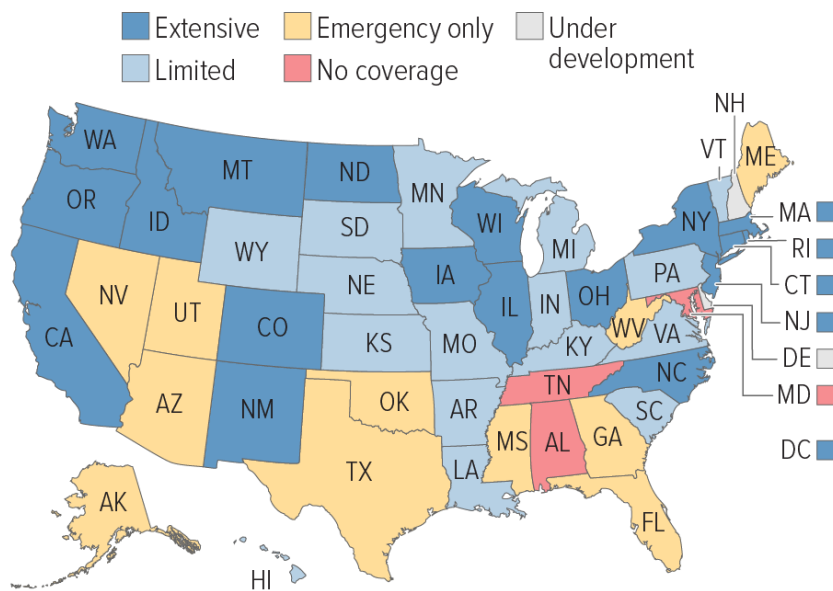 Extensive
Emergency only
Under
development
Limited
No coverage
NH
VT
ME
WA
MT
ND
MN
OR
ID
WI
NY
MA
SD
MI
RI
WY
IA
PA
CT
NE
NV
IL
IN
OH
NJ
UT
CA
CO
WV
VA
KS
MO
KY
DE
NC
TN
MD
AZ
NM
OK
AR
SC
MS
AL
GA
DC
TX
LA
AK
FL
HI